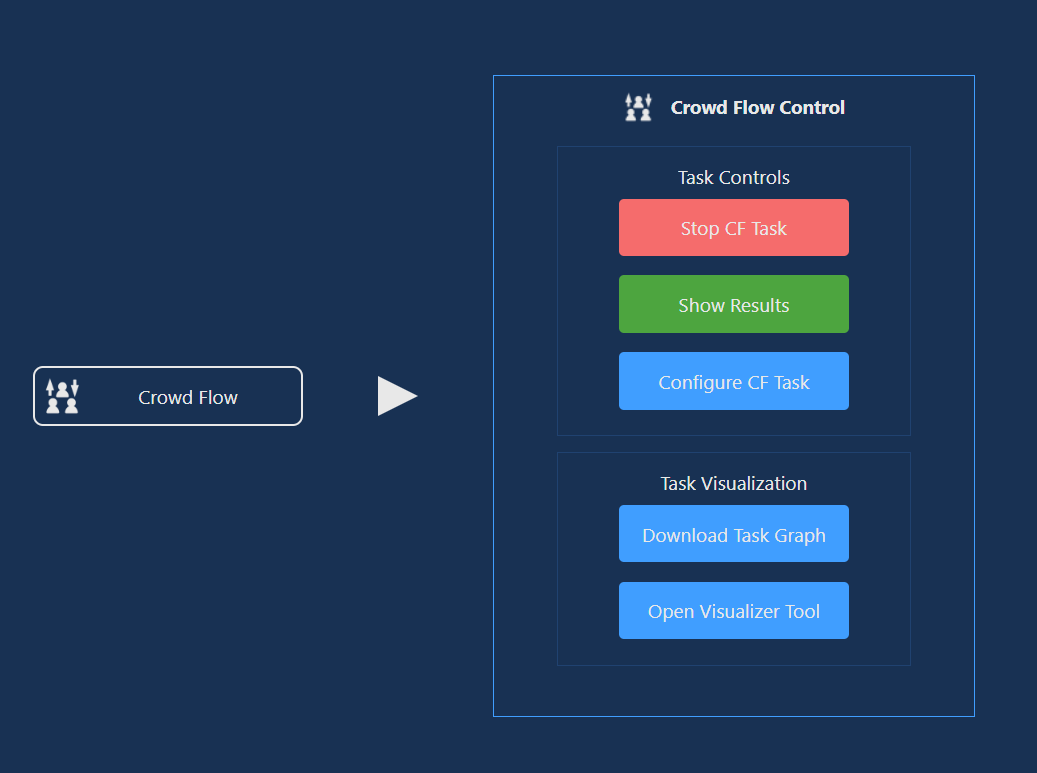 Crowd Flow
Crowd Flow Control
Task Controls
Stop CF Task
Show Results
Configure CF Task
Task Visualization
Download Task Graph
Open Visualizer Tool